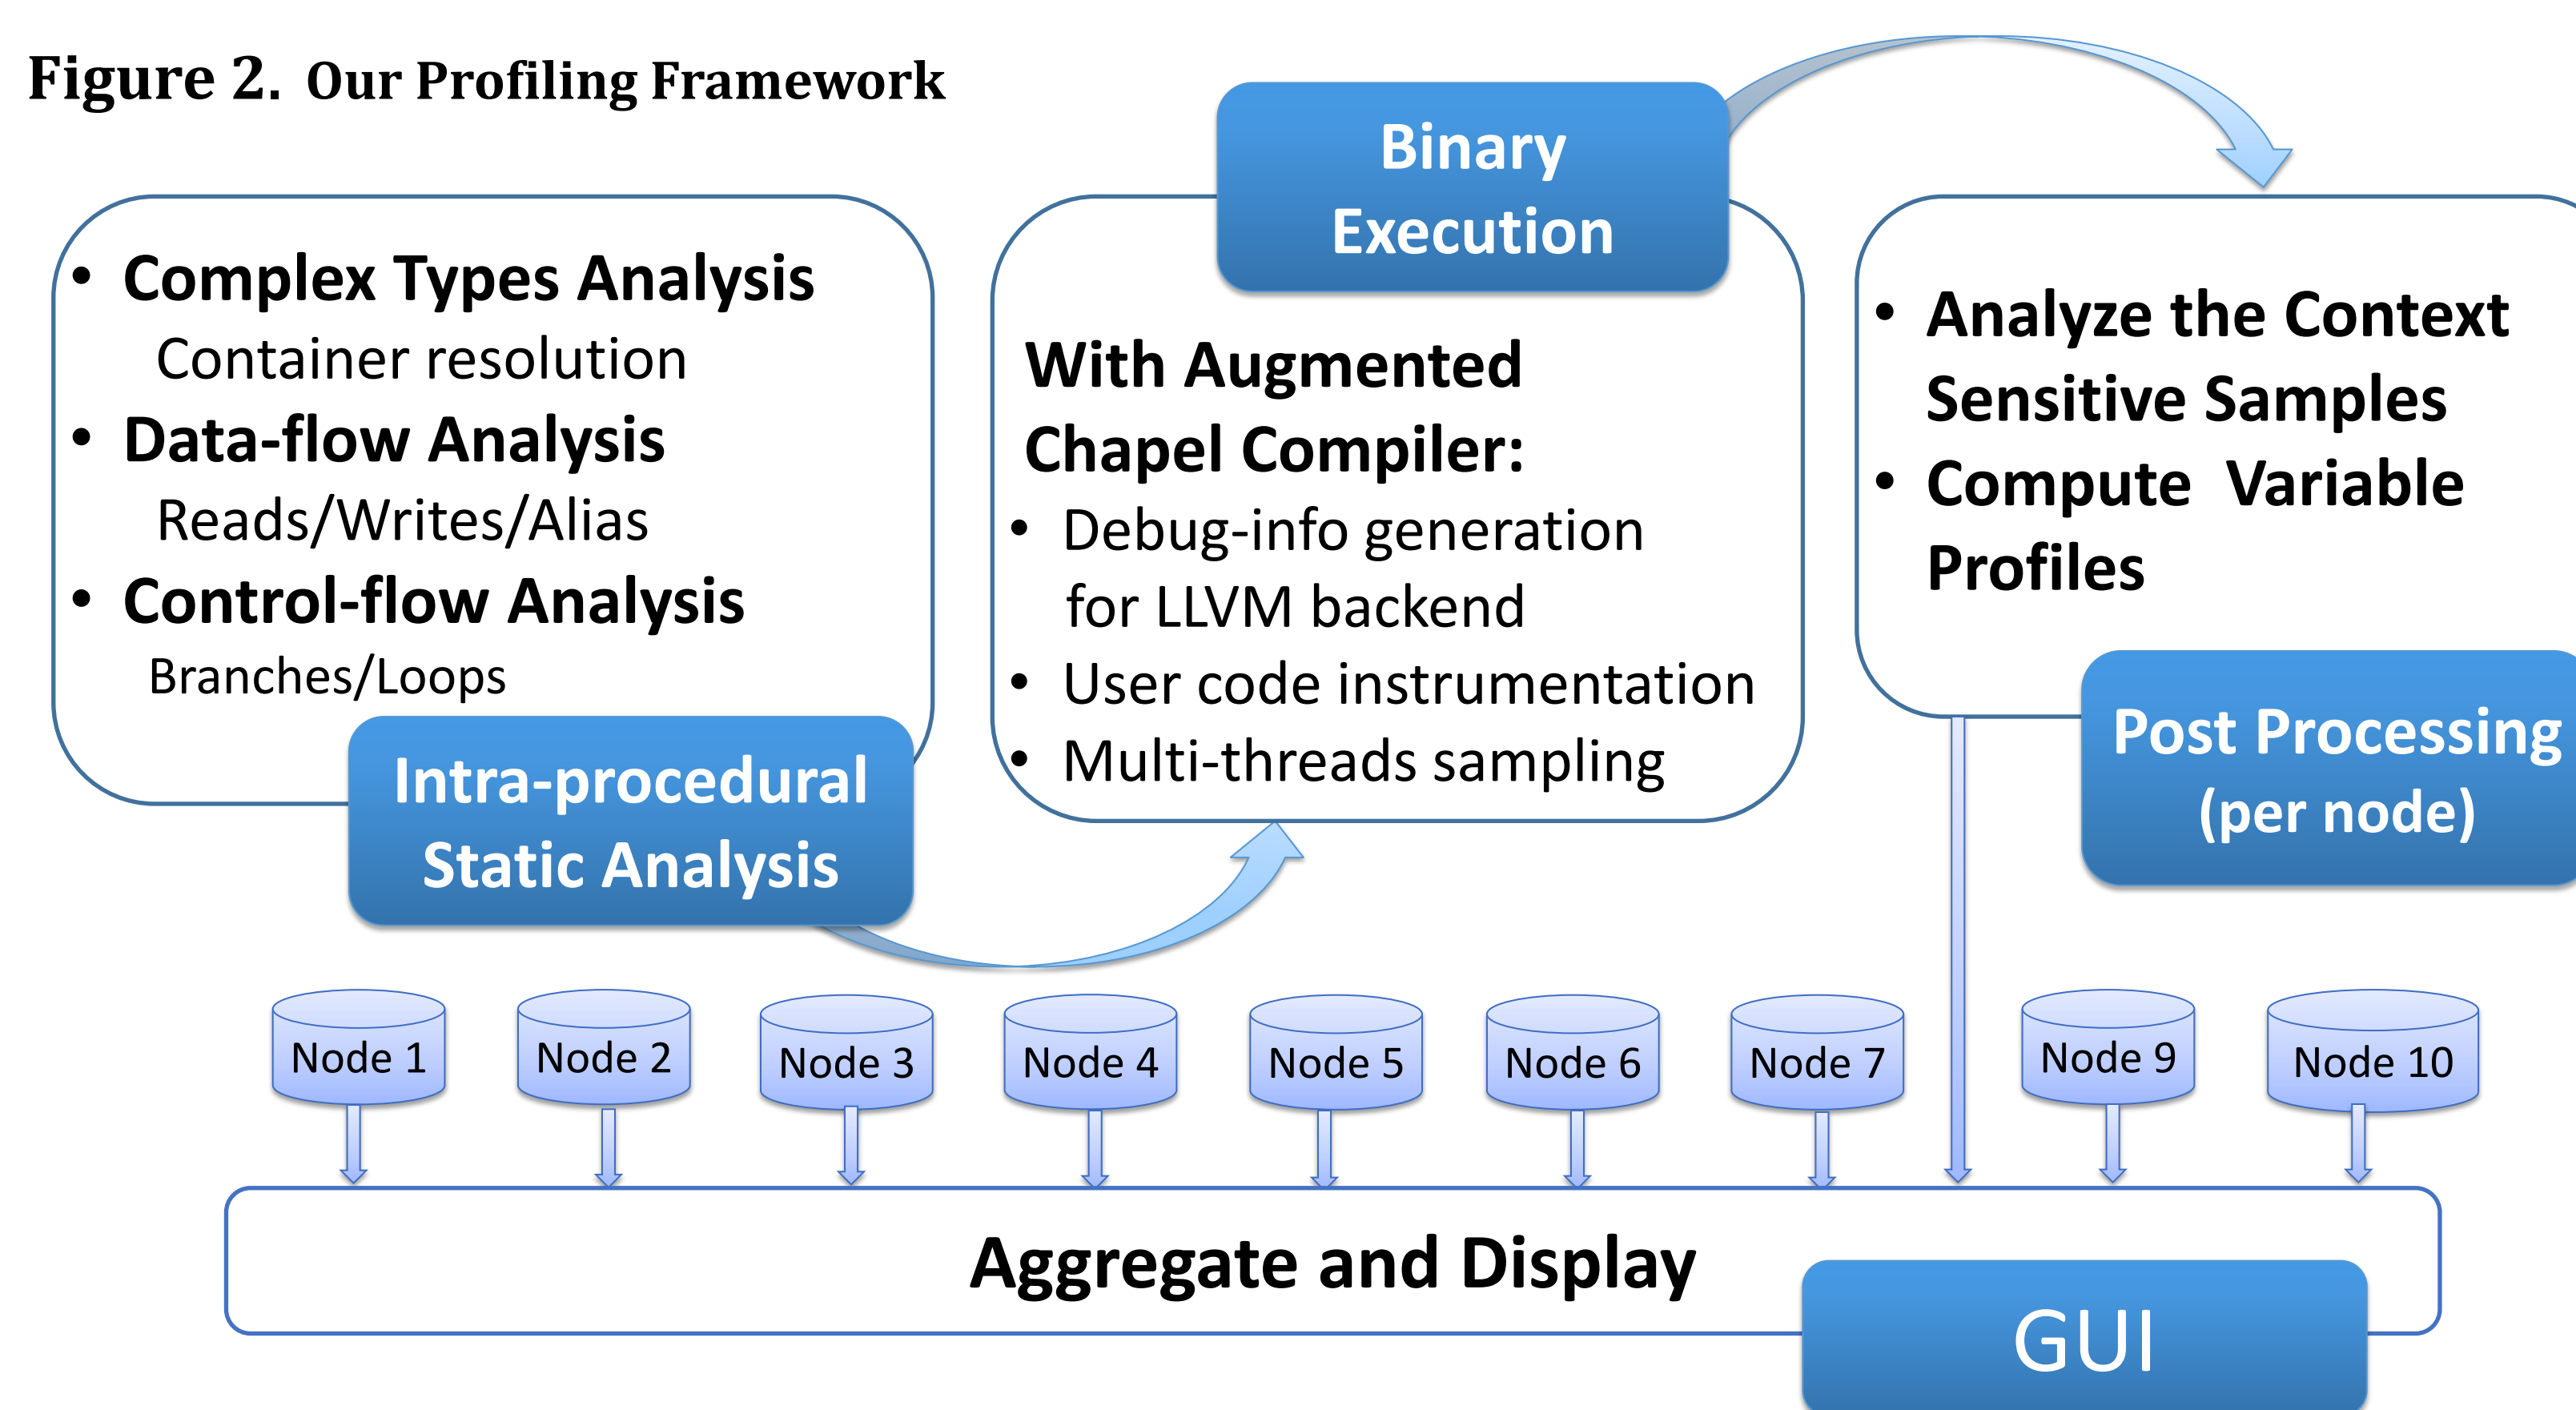 Figure 2. Our Profiling Framework
• Complex Types Analysis
Container resolution
• Data-flow Analysis
Reads/Writes/Alias
• Control-flow Analysis
Branches/Loops
Intra-procedural
Static Analysis
Binary
Execution
With Augmented
Chapel Compiler:
• Debug-info generation
for LLVM backend
• User code instrumentation
• Multi-threads sampling
• Analyze the Context
Sensitive Samples
• Compute Variable
Profiles
Post Processing
(per node)
Node 1
Node 2
Node 3
Node 4
Node 5
Node 6
Node 7
Node 9
Node 10
Aggregate and Display
GUI